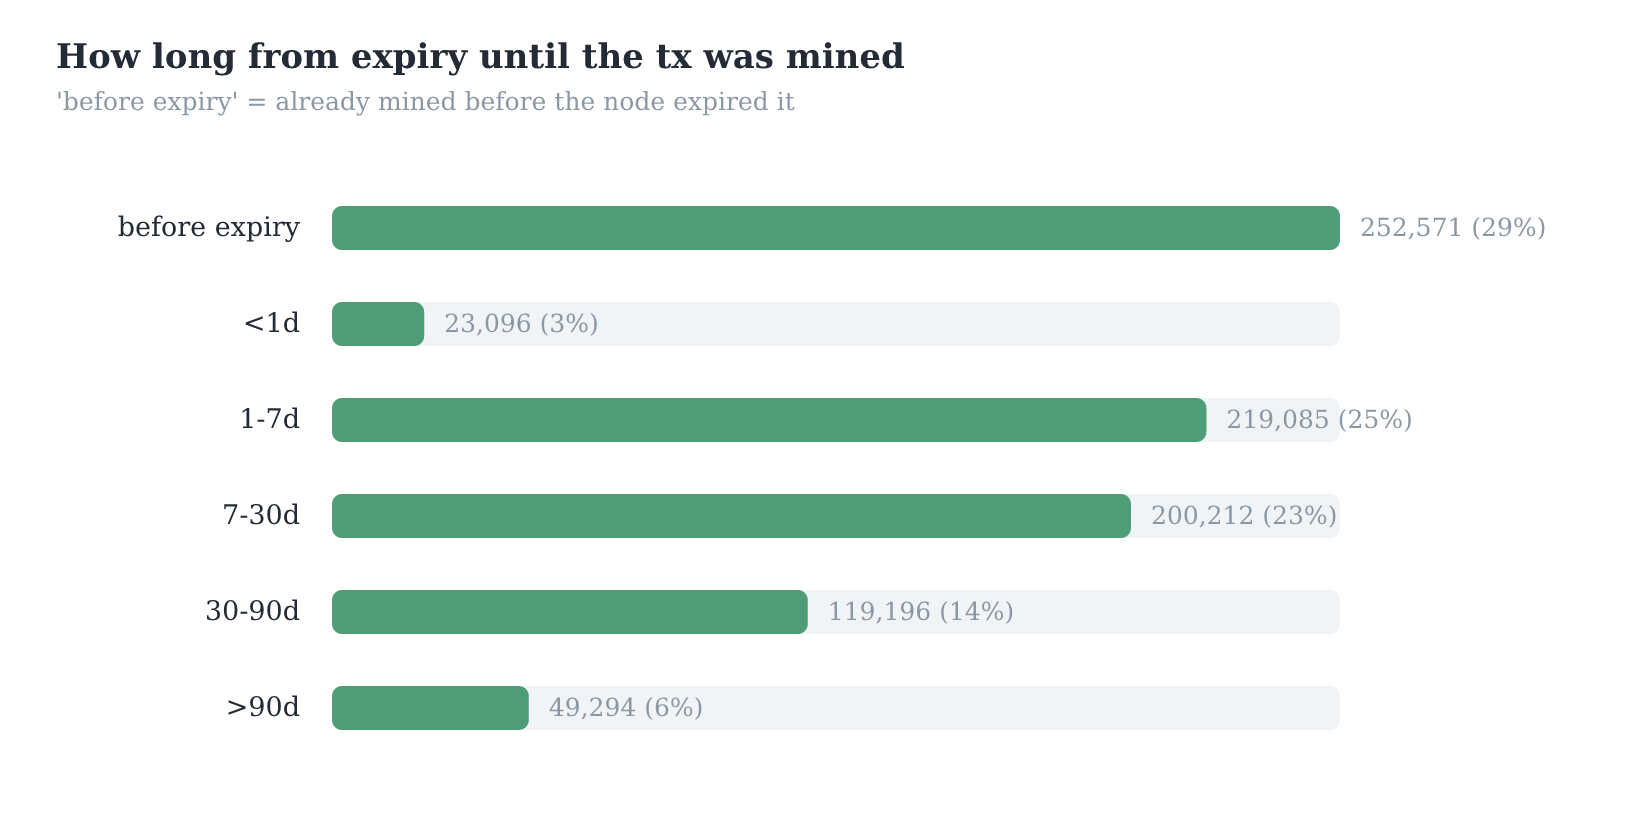 How long from expiry until the tx was mined
'before expiry' = already mined before the node expired it
before expiry 252,571 (29%)
<1d 23,096 (3%)
1-7d 219,085 (25%)
7-30d 200,212 (23%)
30-90d 119,196 (14%)
>90d 49,294 (6%)